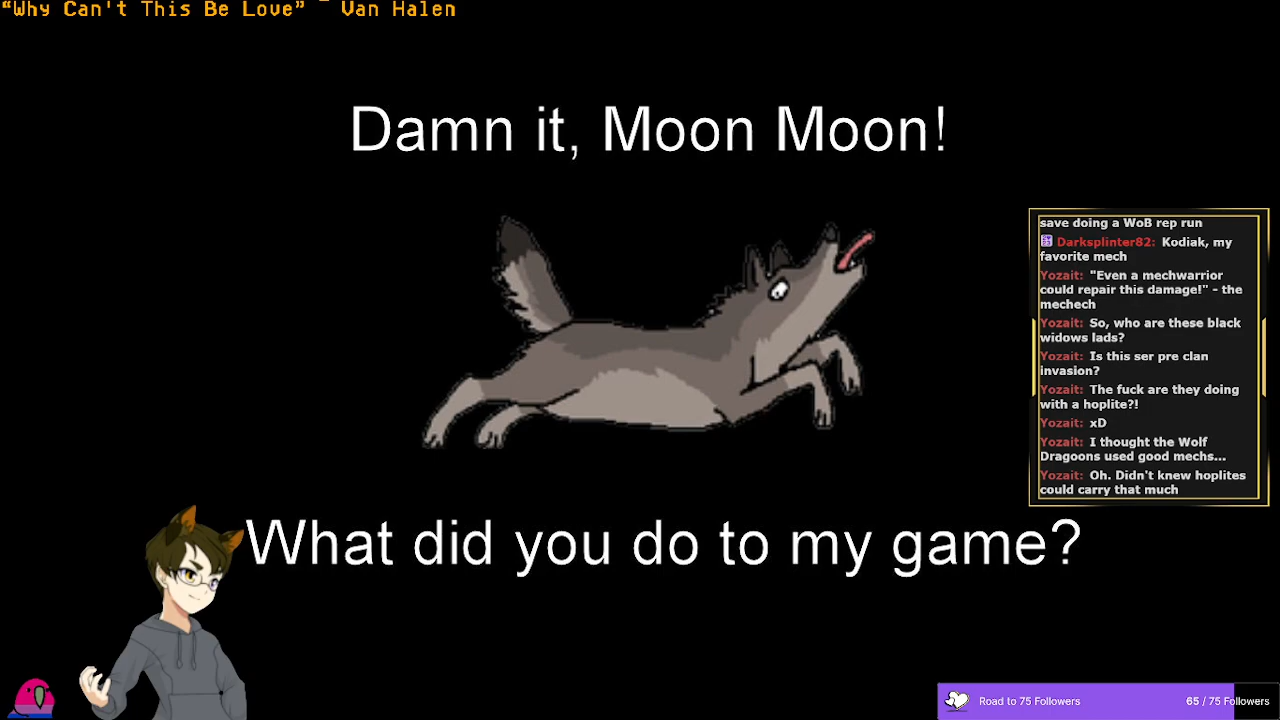 “Why Can't This Be Love” ~ Van Halen
Damn it, Moon Moon!
save doing a WoB rep run
Darksplinter82: Kodiak, my
favorite mech
Yozait: "Even a mechwarrior
could repair this damage!" - the
mechech
Yozait: So, who are these black
widows lads?
Yozait: Is this ser pre clan
invasion?
Yozait: The fuck are they doing
with a hoplite?!
Yozait: xD
Yozait: I thought the Wolf
Dragoons used good mechs...
Yozait: Oh. Didn't knew hoplites
could carry that much
What did you do to my game?
Road to 75 Followers
65 / 75 Followers